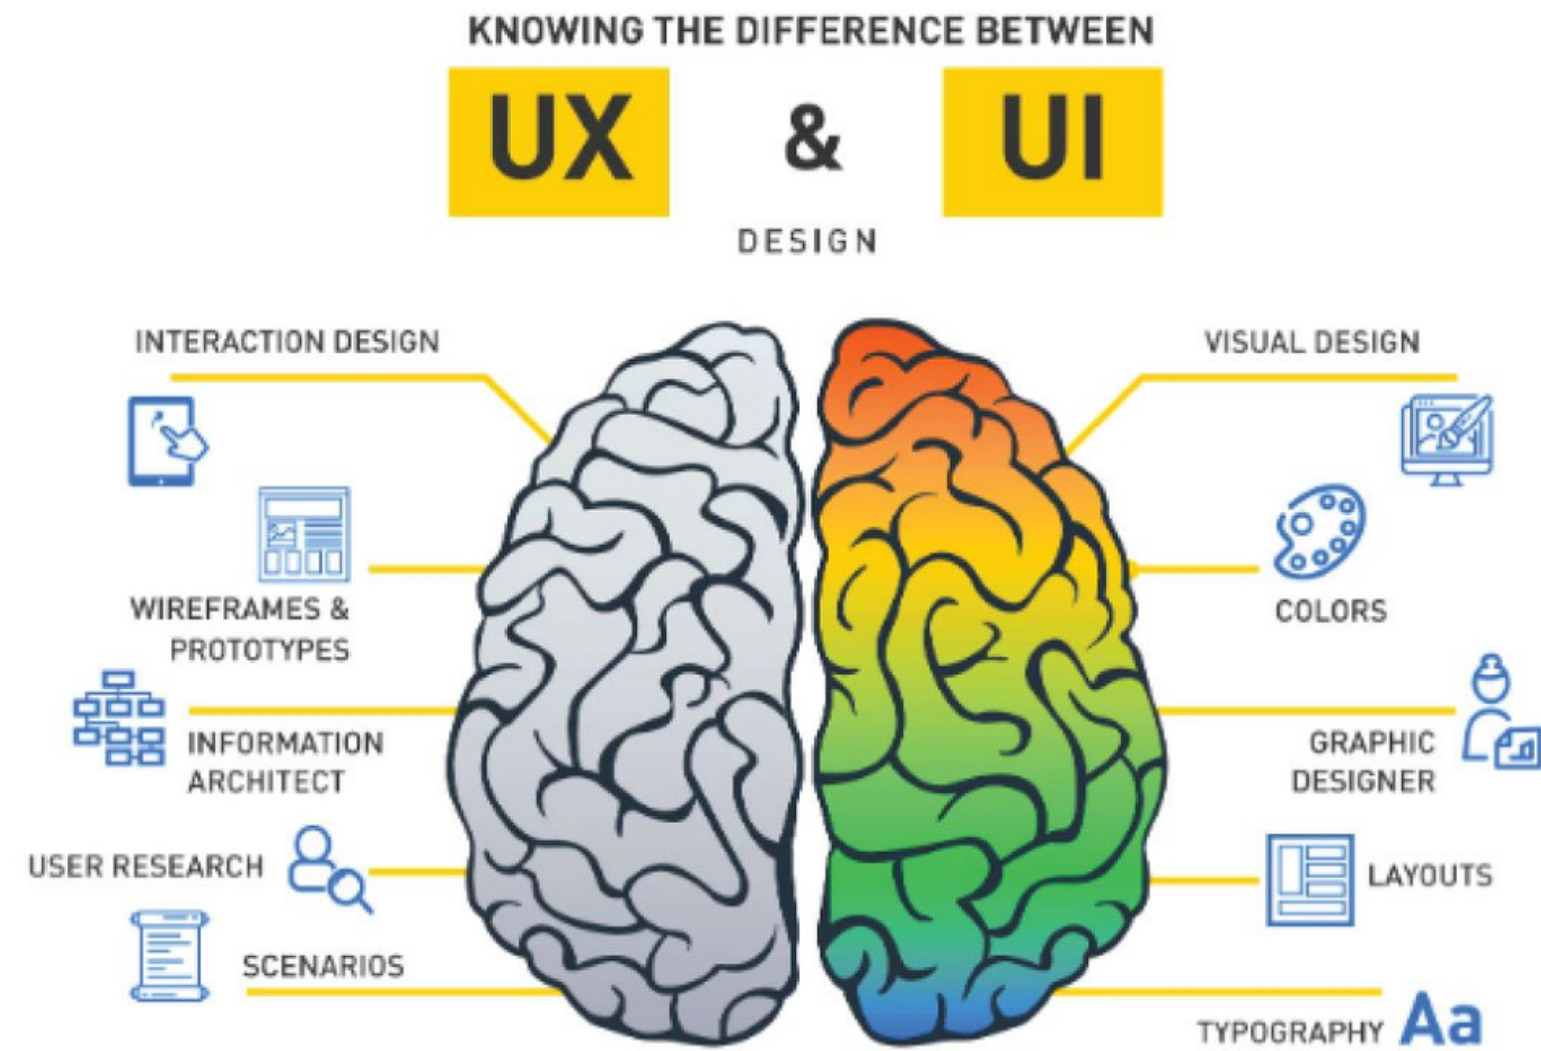 KNOWING THE DIFFERENCE BETWEEN
UX & UI
DESIGN
INTERACTION DESIGN
WIREFRAMES &
PROTOTYPES
INFORMATION
ARCHITECT
USER RESEARCH
SCENARIOS
VISUAL DESIGN
COLORS
GRAPHIC
DESIGNER
LAYOUTS
TYPOGRAPHY Aa